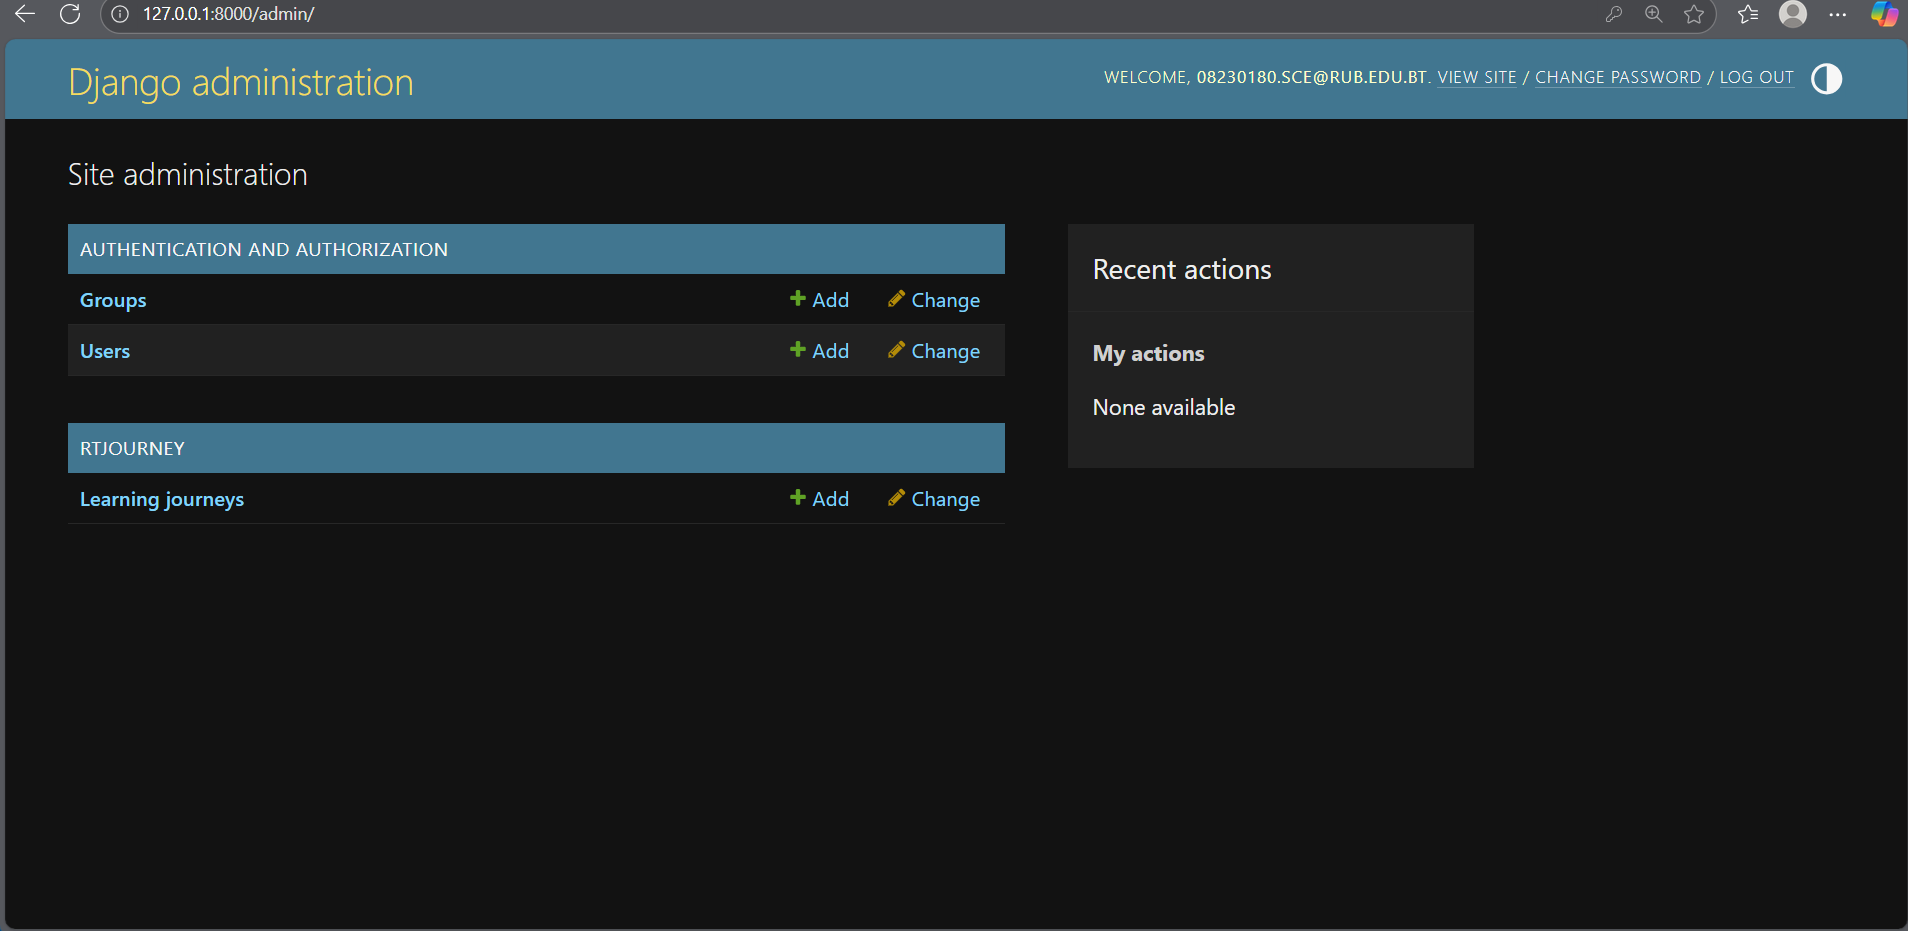 127.0.0.1:8000/admin/
Django administration
WELCOME, 08230180.SCE@RUB.EDU.BT. VIEW SITE / CHANGE PASSWORD / LOG OUT
Site administration
AUTHENTICATION AND AUTHORIZATION
Groups Add Change
Users Add Change
RTJOURNEY
Learning journeys Add Change
Recent actions
My actions
None available